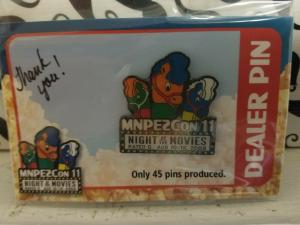 Thank
you!
MNPEZCON 11
NIGHT AT THE MOVIES
Only 45 pins produced.
DEALER PIN
MNPEZCON 11
NIGHT AT THE MOVIES